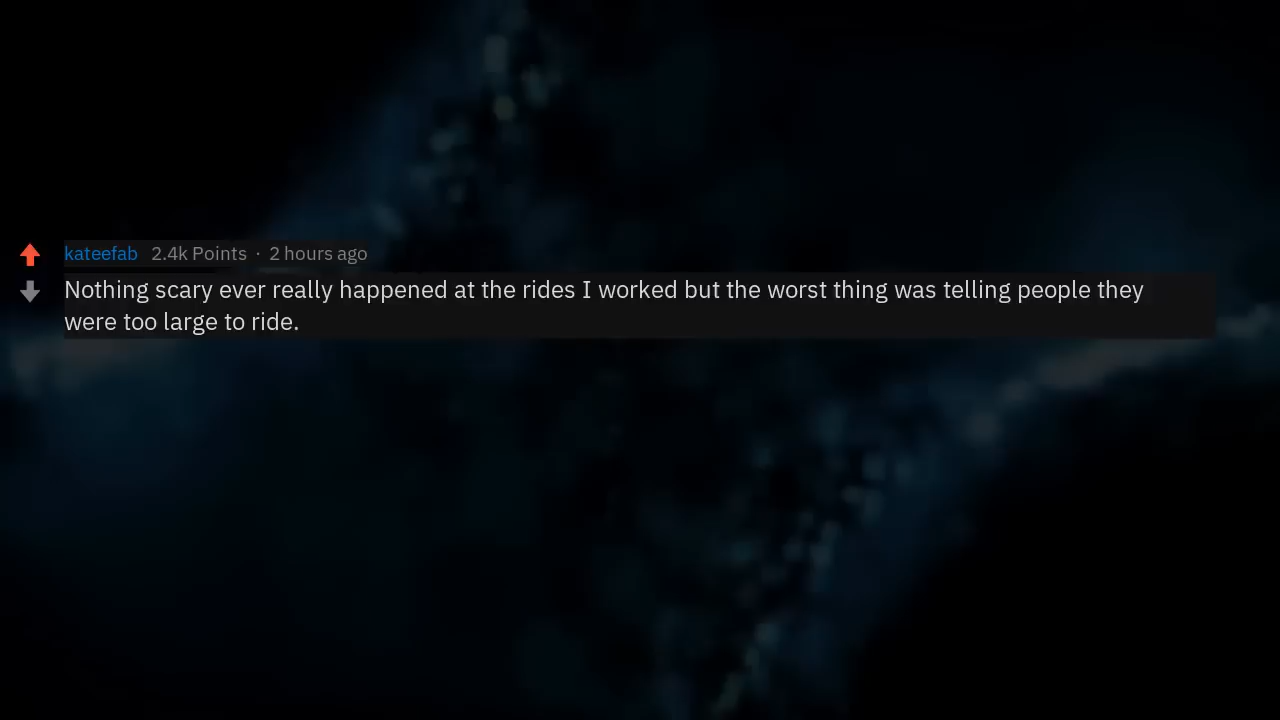 kateefab 2.4k Points · 2 hours ago
Nothing scary ever really happened at the rides I worked but the worst thing was telling people they
were too large to ride.